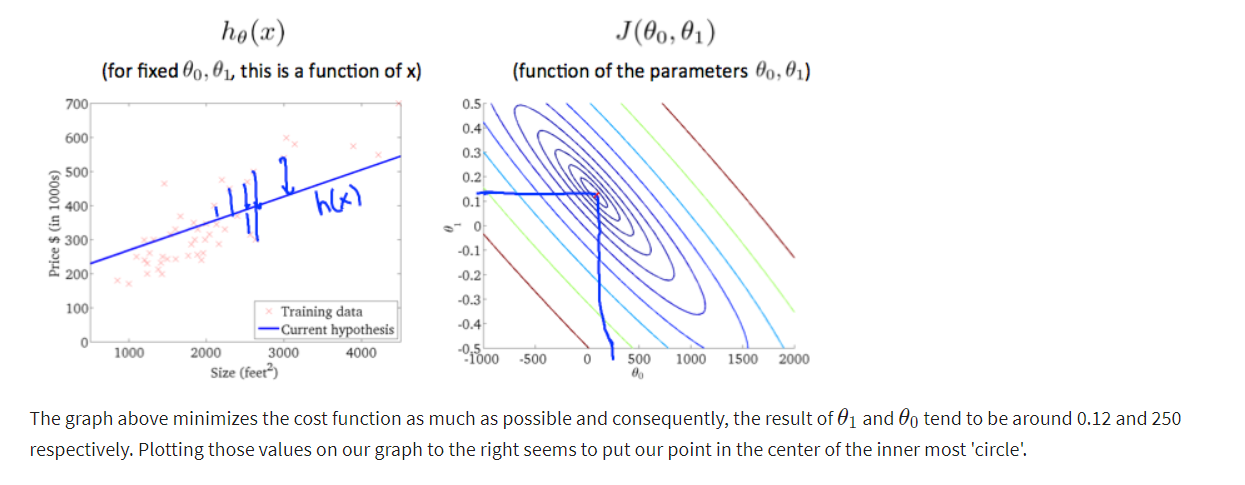 hθ(x)
J(θ0, θ1)
(for fixed θ0, θ1, this is a function of x)
(function of the parameters θ0, θ1)
700
600
500
400
300
200
100
0
Price $ (in 1000s)
1000 2000 3000 4000
Size (feet²)
h(x)
Training data
Current hypothesis
0.5
0.4
0.3
0.2
0.1
0
-0.1
-0.2
-0.3
-0.4
-0.5
θ1
-1000 -500 0 500 1000 1500 2000
θ0
The graph above minimizes the cost function as much as possible and consequently, the result of θ1 and θ0 tend to be around 0.12 and 250
respectively. Plotting those values on our graph to the right seems to put our point in the center of the inner most 'circle'.